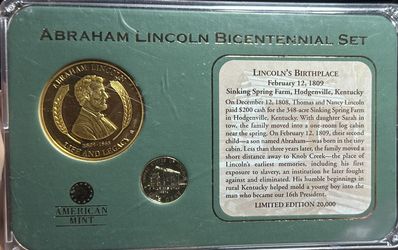 ABRAHAM LINCOLN BICENTENNIAL SET
ABRAHAM LINCOLN
1809-1865
LIFE AND LEGACY
AMERICAN
MINT
LINCOLN'S BIRTHPLACE
February 12, 1809
Sinking Spring Farm, Hodgenville, Kentucky
On December 12, 1808, Thomas and Nancy Lincoln
paid $200 cash for the 348-acre Sinking Spring Farm
in Hodgenville, Kentucky. With daughter Sarah in
tow, the family moved into a one-room log cabin
near the spring. On February 12, 1809, their second
child—a son named Abraham—was born in the tiny
cabin. Less than three years later, the family moved a
short distance away to Knob Creek—the place of
Lincoln's earliest memories, including his first
exposure to slavery, an institution he later fought
against and eliminated. His humble beginnings in
rural Kentucky helped mold a young boy into the
man who became our 16th President.
LIMITED EDITION 20,000